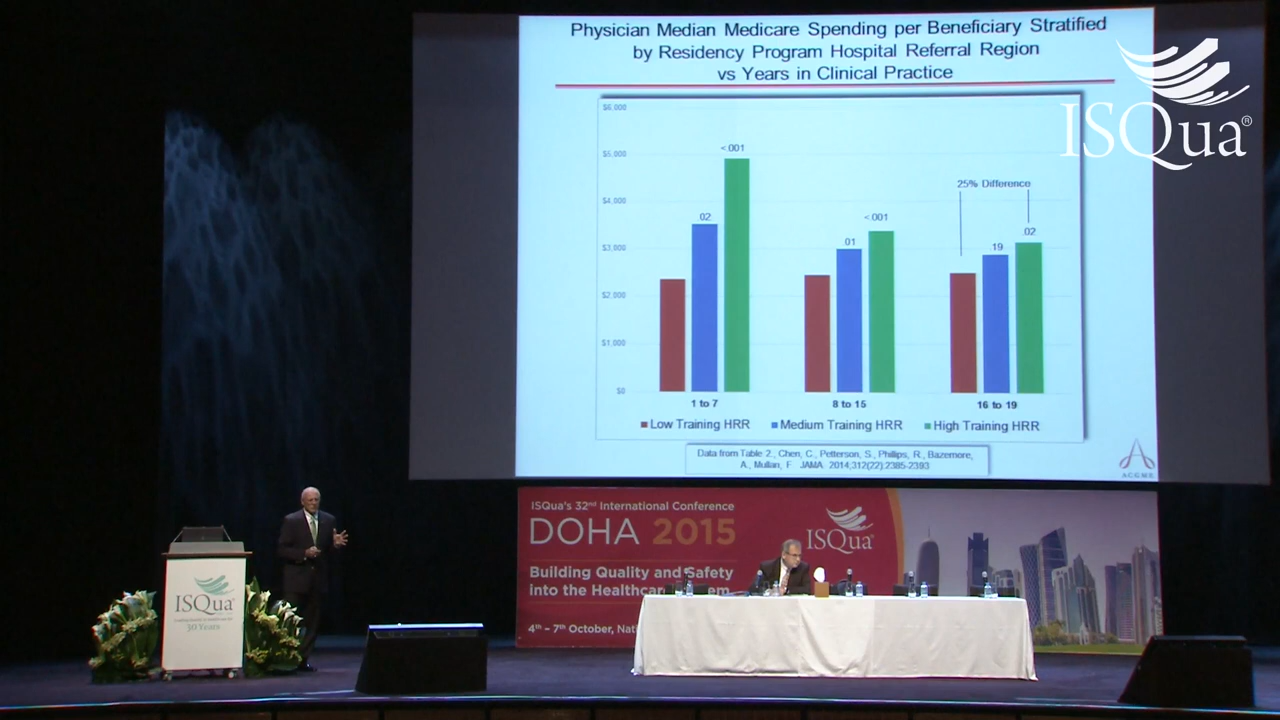 Physician Median Medicare Spending per Beneficiary Stratified
by Residency Program Hospital Referral Region
vs Years in Clinical Practice
ISQua®
$6,000
$5,000
$4,000
$3,000
$2,000
$1,000
$0
<.001
.02
<.001
.01
25% Difference
.02
.19
1 to 7
8 to 15
16 to 19
Low Training HRR
Medium Training HRR
High Training HRR
Data from Table 2., Chen, C., Petterson, S., Phillips, R., Bazemore,
A., Mullan, F. JAMA. 2014;312(22):2385-2393
ACGME
ISQua's 32nd International Conference
DOHA 2015
ISQua
Building Quality and Safety
into the Healthcare
4th – 7th October,
ISQua
30 Years